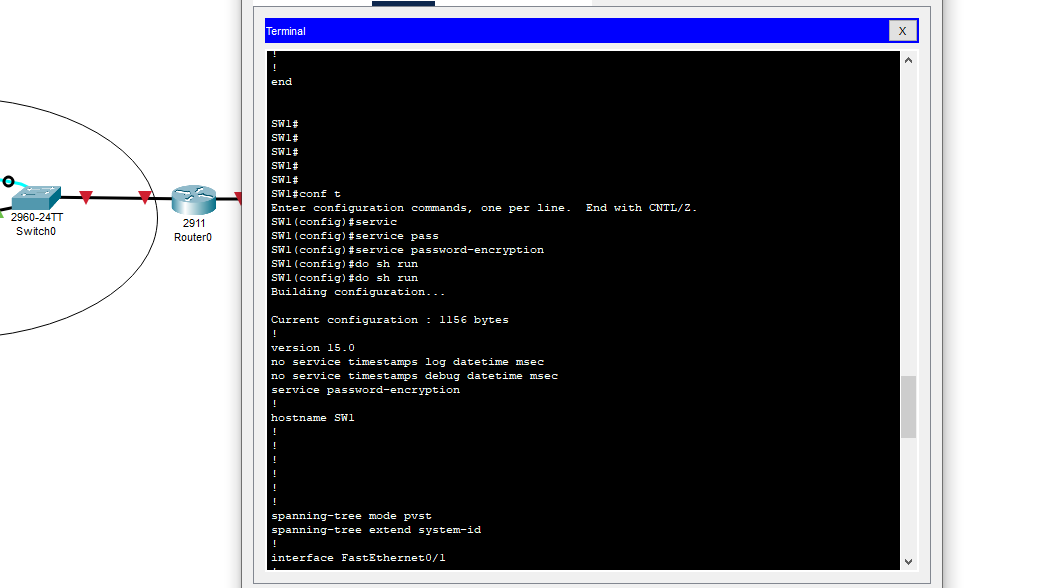 Terminal
X
!
!
end
SW1#
SW1#
SW1#
SW1#
SW1#
SW1#conf t
Enter configuration commands, one per line.  End with CNTL/Z.
SW1(config)#servic
SW1(config)#service pass
SW1(config)#service password-encryption
SW1(config)#do sh run
SW1(config)#do sh run
Building configuration...
Current configuration : 1156 bytes
!
version 15.0
no service timestamps log datetime msec
no service timestamps debug datetime msec
service password-encryption
!
hostname SW1
!
!
!
!
!
!
spanning-tree mode pvst
spanning-tree extend system-id
!
interface FastEthernet0/1
2960-24TT
Switch0
2911
Router0